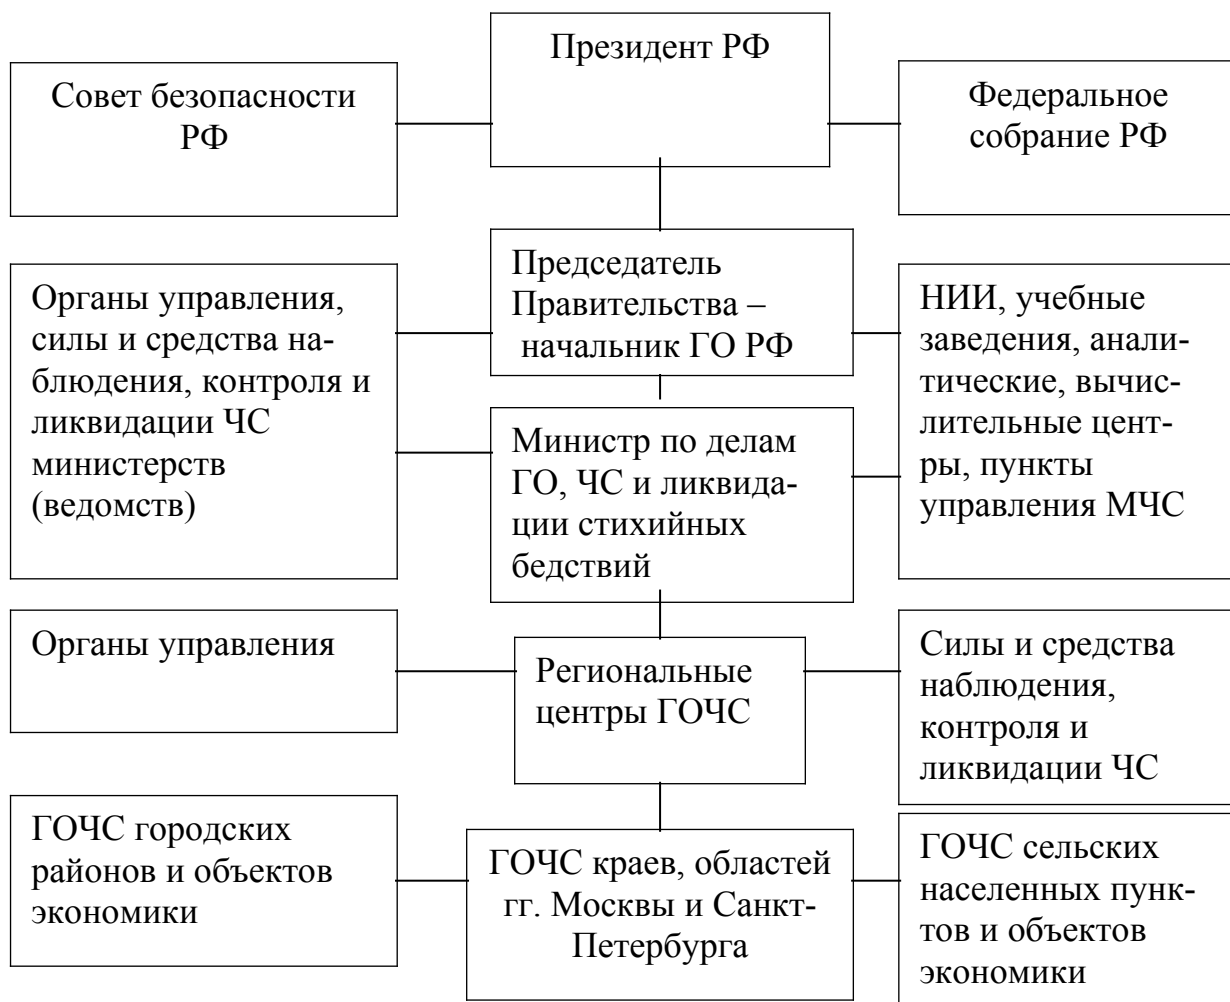 Президент РФ
Совет безопасности
РФ
Федеральное
собрание РФ
Председатель
Правительства –
начальник ГО РФ
Органы управления,
силы и средства на-
блюдения, контроля и
ликвидации ЧС
министерств
(ведомств)
НИИ, учебные
заведения, анали-
тические, вычис-
лительные цент-
ры, пункты
управления МЧС
Министр по делам
ГО, ЧС и ликвида-
ции стихийных
бедствий
Органы управления
Региональные
центры ГОЧС
Силы и средства
наблюдения,
контроля и
ликвидации ЧС
ГОЧС городских
районов и объектов
экономики
ГОЧС краев, областей
гг. Москвы и Санкт-
Петербурга
ГОЧС сельских
населенных пунк-
тов и объектов
экономики